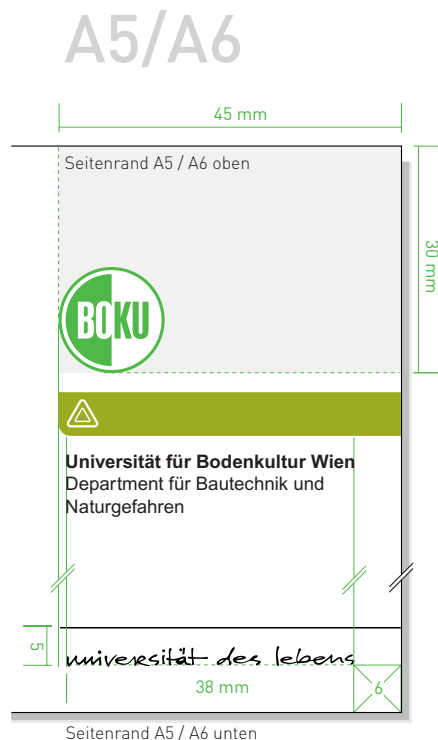 A5/A6
45 mm
Seitenrand A5 / A6 oben
30 mm
BOKU
Universität für Bodenkultur Wien
Department für Bautechnik und
Naturgefahren
5
universität des lebens
38 mm
6
Seitenrand A5 / A6 unten